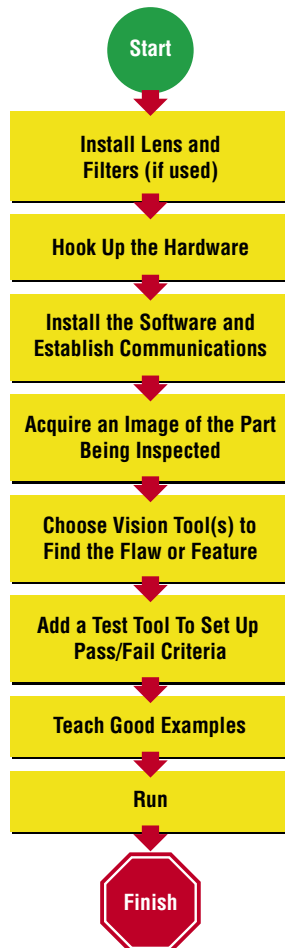 Start
Install Lens and
Filters (if used)
Hook Up the Hardware
Install the Software and
Establish Communications
Acquire an Image of the Part
Being Inspected
Choose Vision Tool(s) to
Find the Flaw or Feature
Add a Test Tool To Set Up
Pass/Fail Criteria
Teach Good Examples
Run
Finish